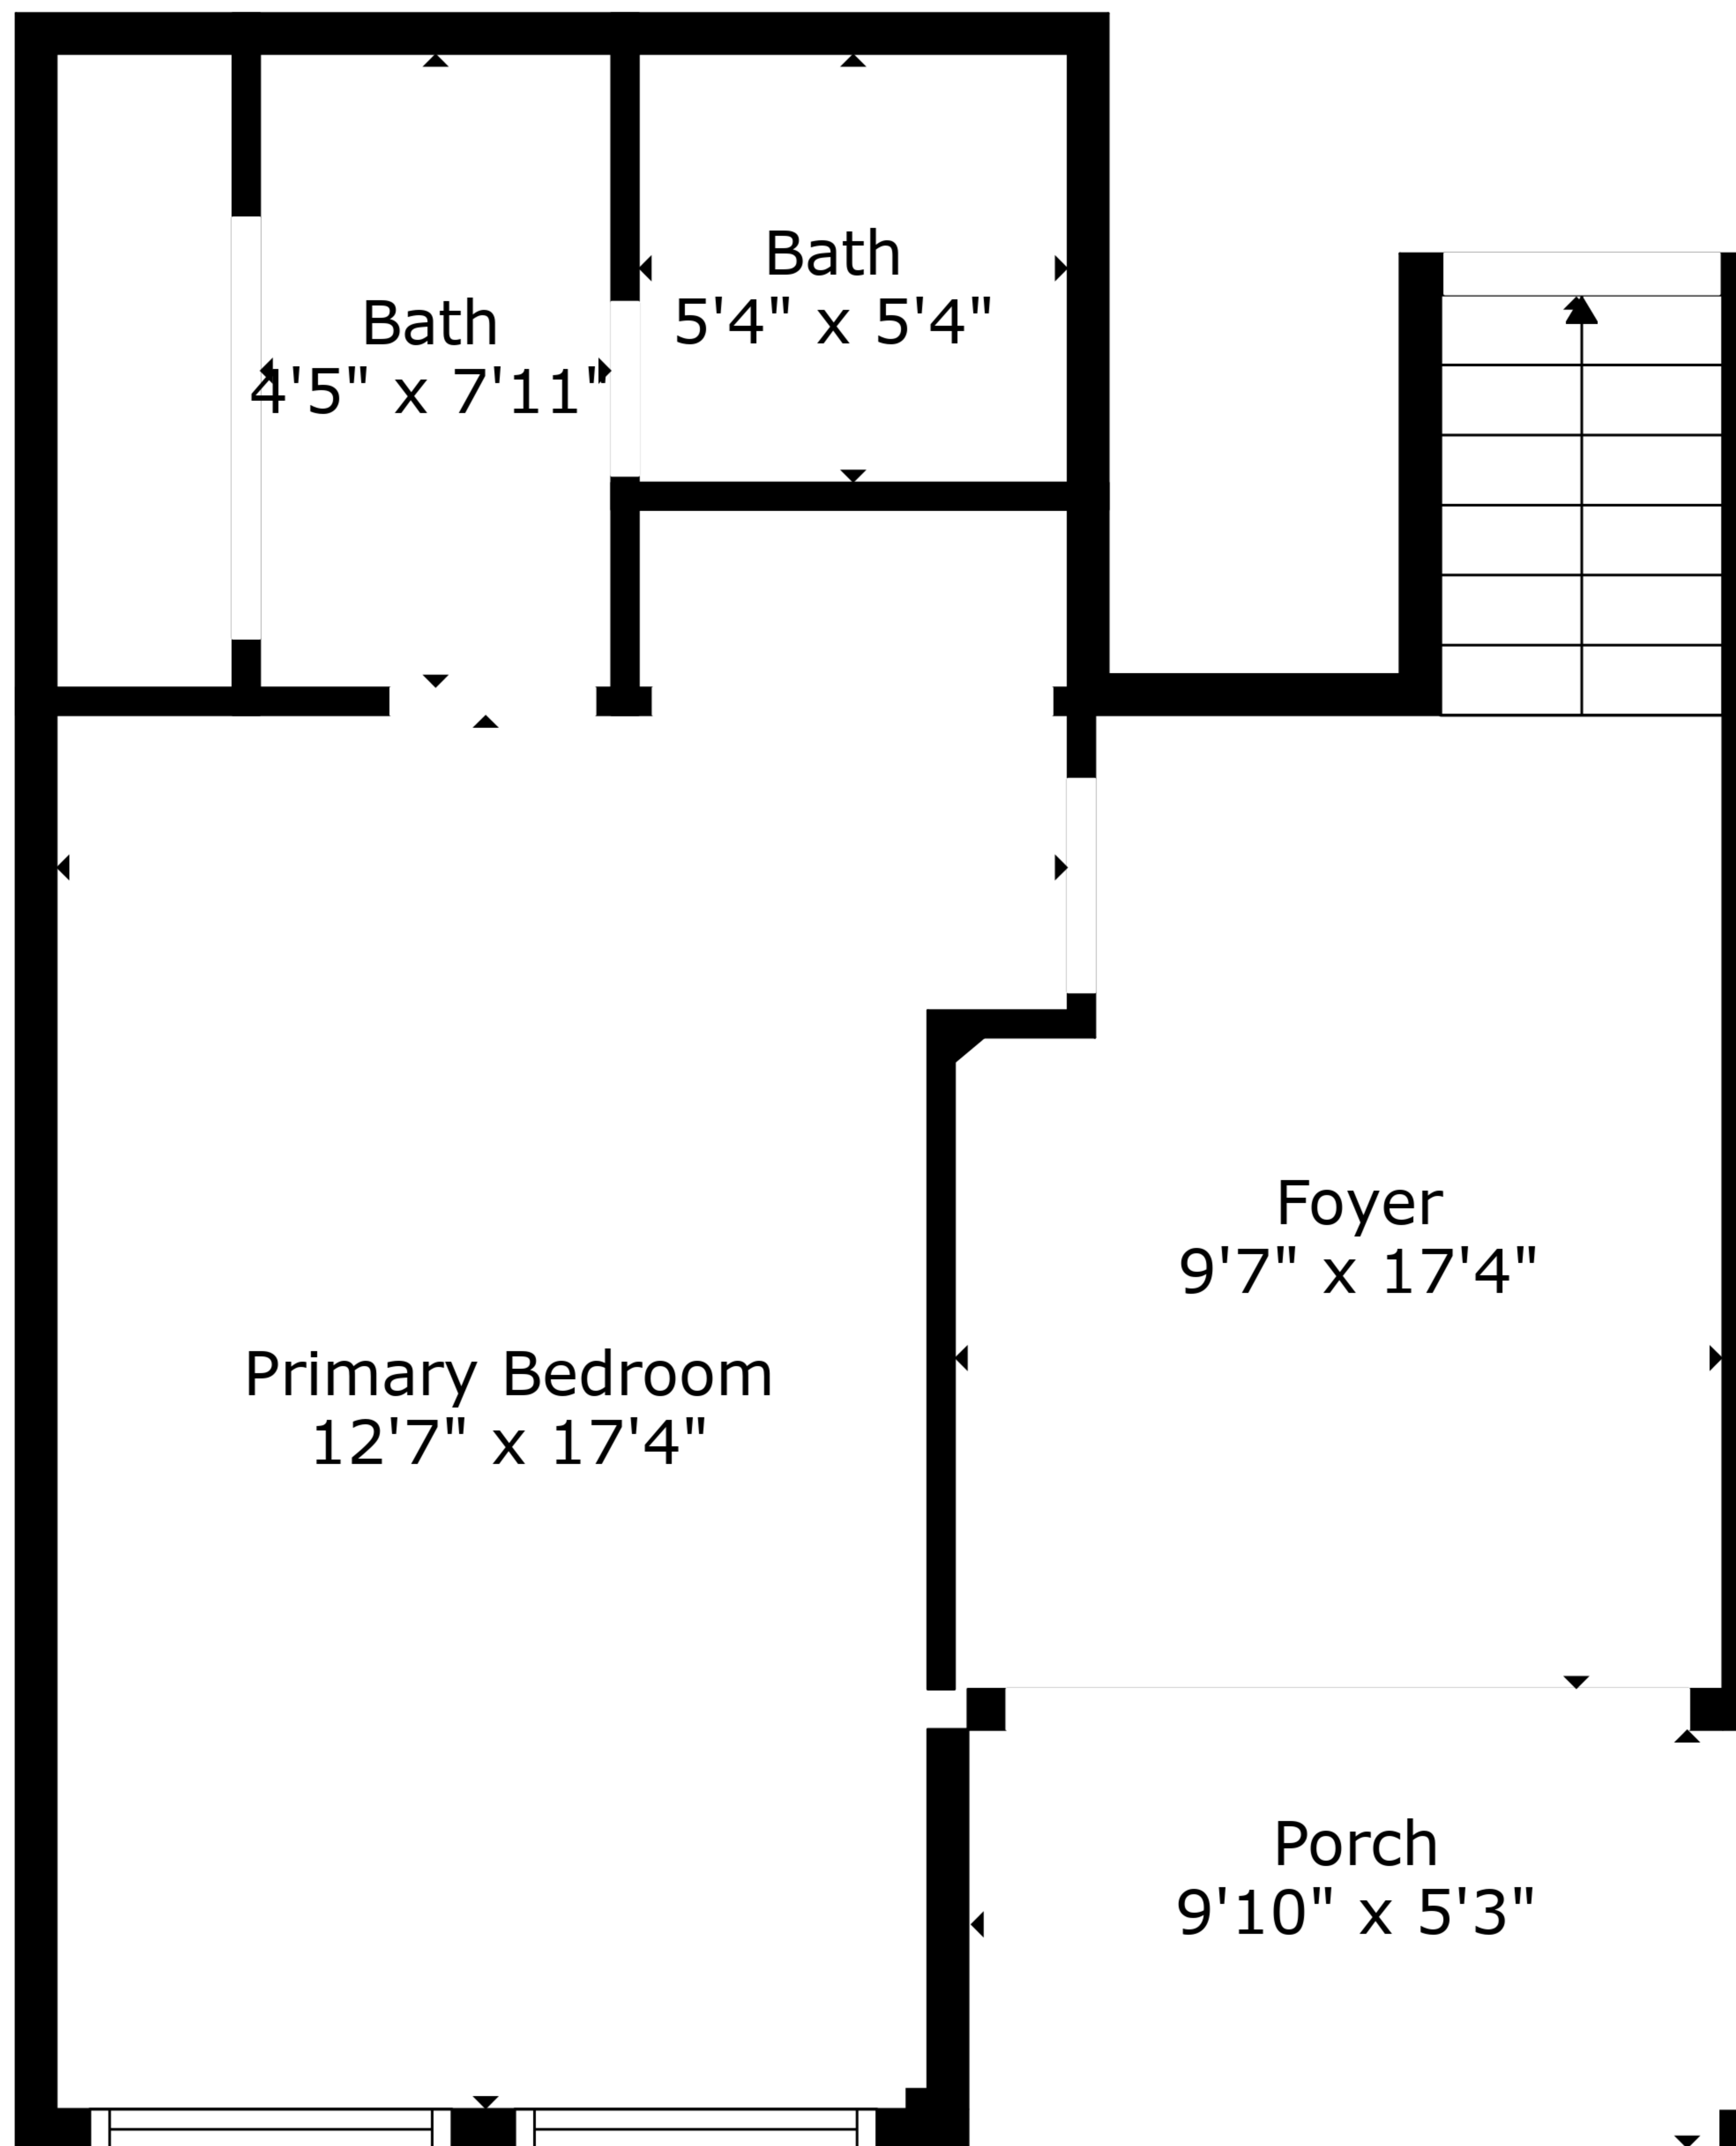 Bath
5'4" x 5'4"
Bath
4'5" x 7'11"
Foyer
9'7" x 17'4"
Primary Bedroom
12'7" x 17'4"
Porch
9'10" x 5'3"